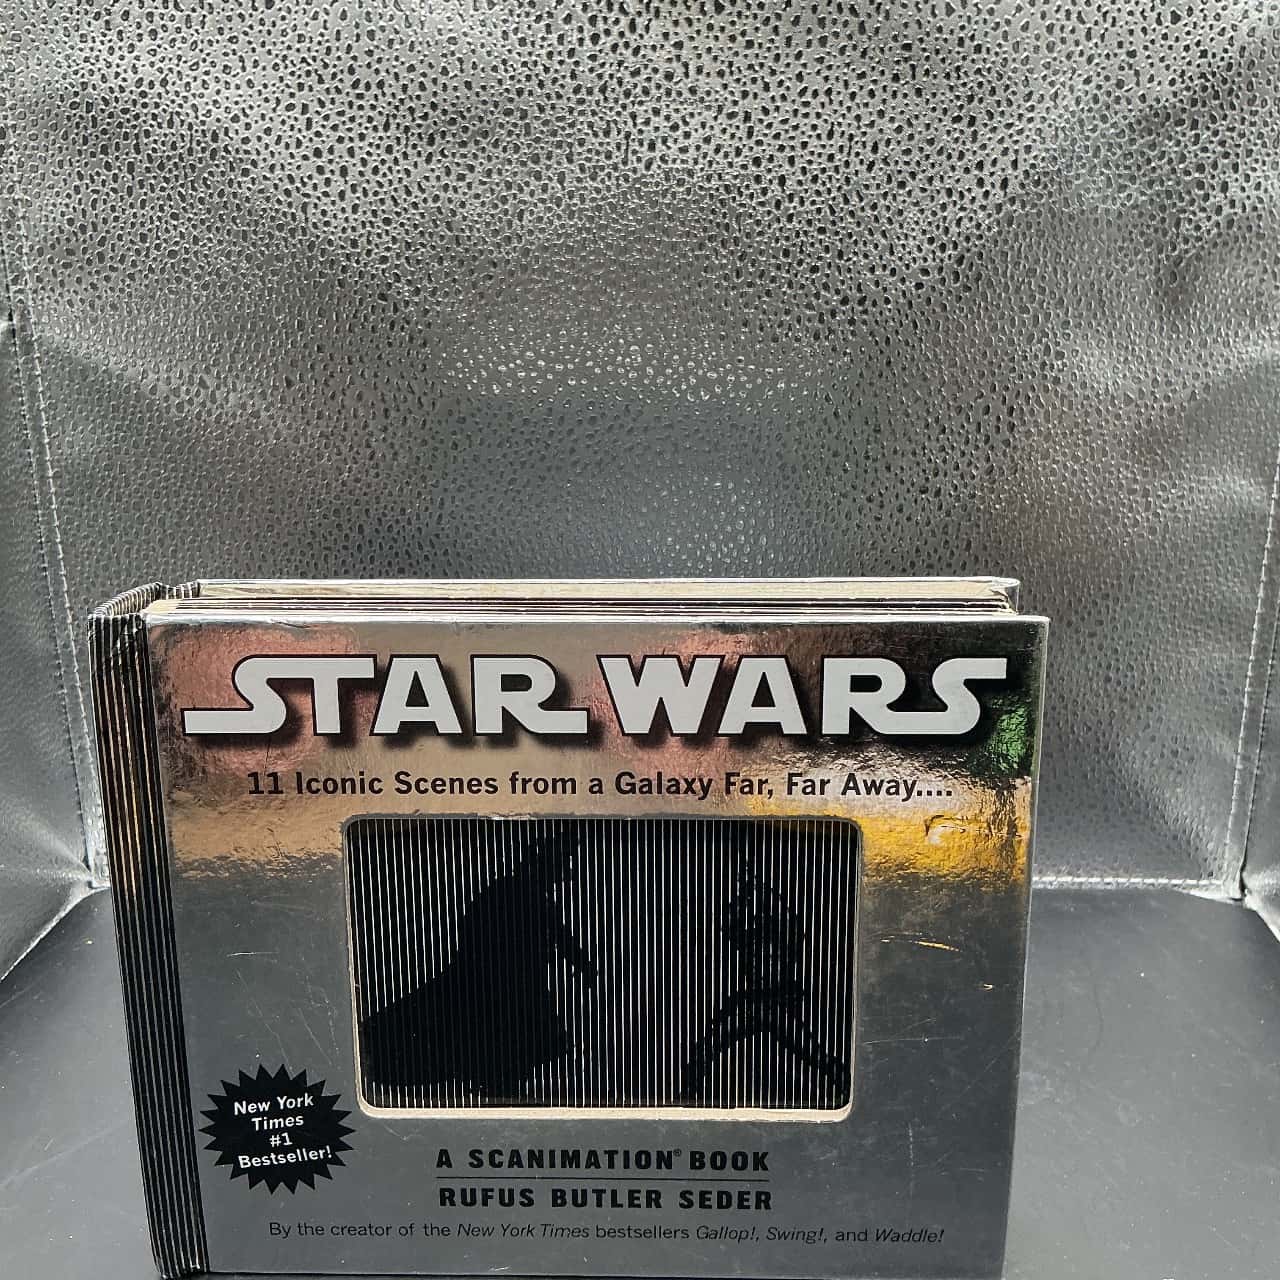 STAR WARS
11 Iconic Scenes from a Galaxy Far, Far Away....
New York
Times
#1
Bestseller!
A SCANIMATION® BOOK
RUFUS BUTLER SEDER
By the creator of the New York Times bestsellers Gallop!, Swing!, and Waddle!